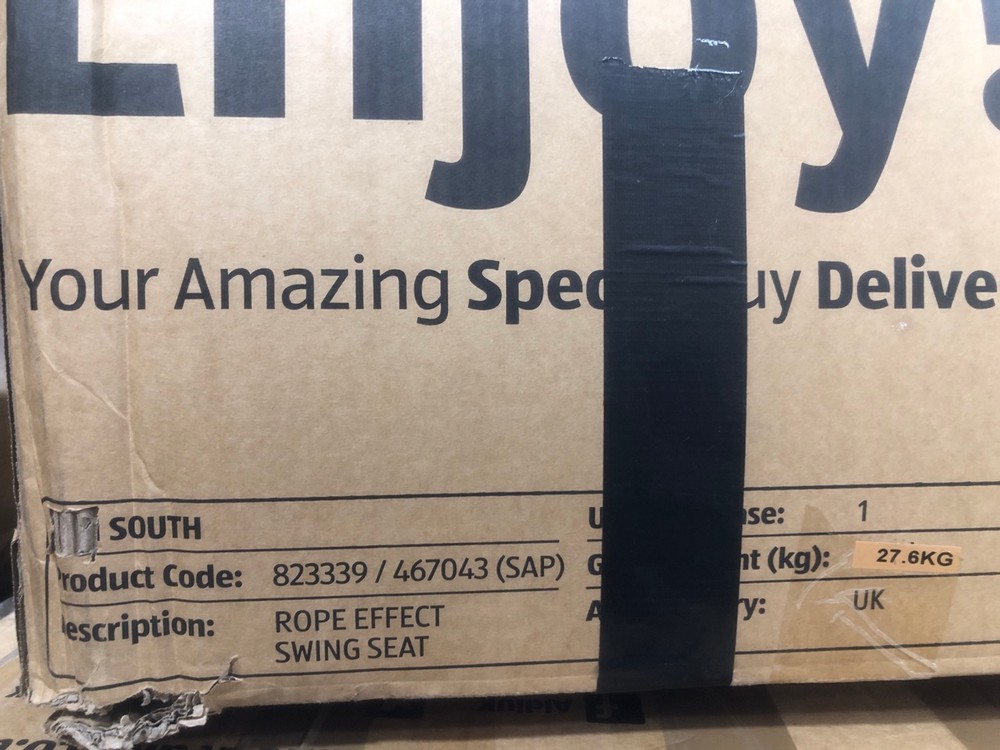 Enjoy!
Your Amazing Spec uy Delive
SOUTH
U se: 1
roduct Code: 823339 / 467043 (SAP)
G nt (kg): 27.6KG
escription: ROPE EFFECT
SWING SEAT
A ry: UK